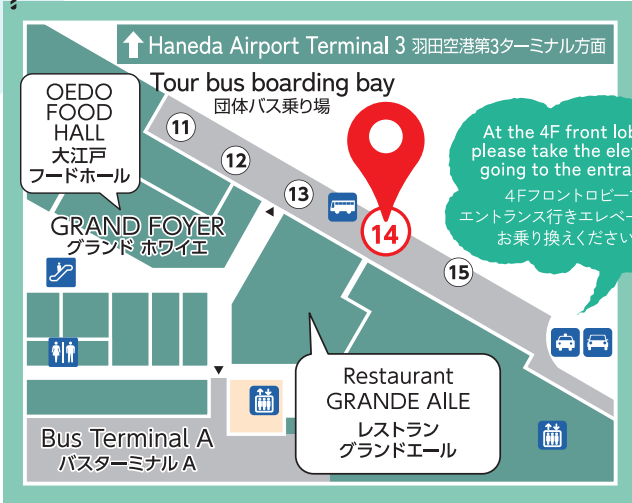 Haneda Airport Terminal 3 羽田空港第3ターミナル方面
OEDO
FOOD
HALL
大江戸
フードホール
Tour bus boarding bay
団体バス乗り場
11
12
13
14
15
At the 4F front
please take the
going to the
4Fフロントロビー
エントランス行きエレベー
お乗り換えください
GRAND FOYER
グランド ホワイエ
Restaurant
GRANDE AILE
レストラン
グランドエール
Bus Terminal A
バスターミナル A